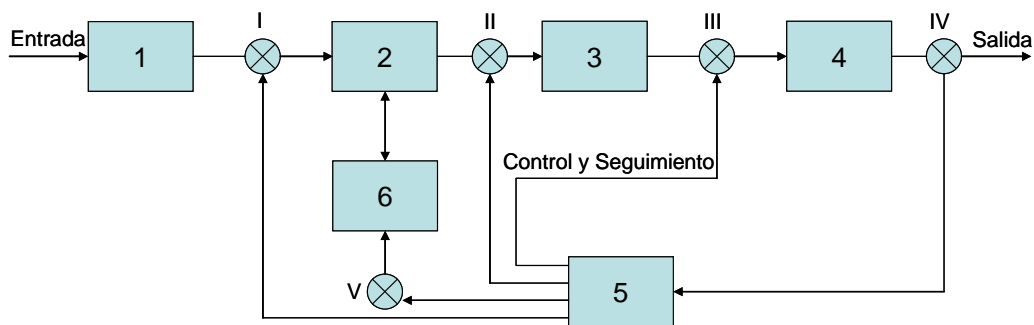 I
II
III
IV
Entrada
1
2
3
4
Salida
Control y Seguimiento
6
V
5